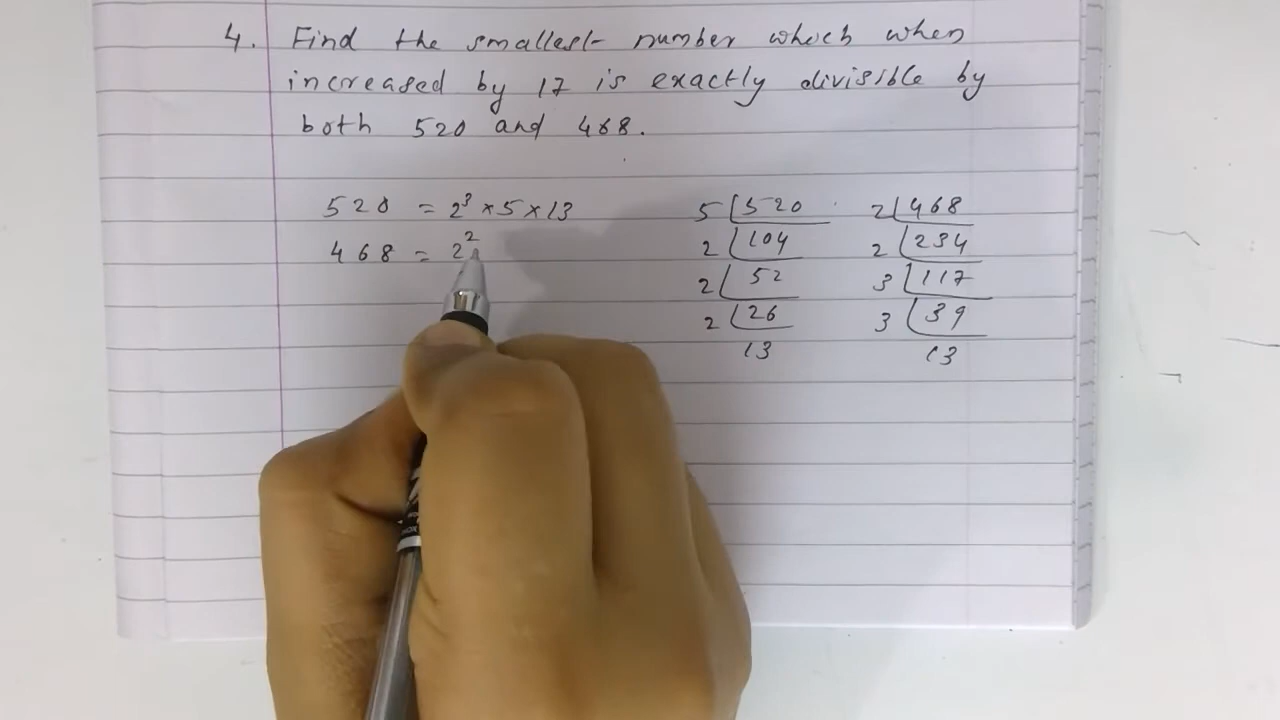 4. Find the smallest number which when
increased by 17 is exactly divisible by
both 520 and 468.
520 = 2³ × 5 × 13
468 = 2²
5 520
2 104
2 52
2 26
13
2 468
2 234
3 117
3 39
13